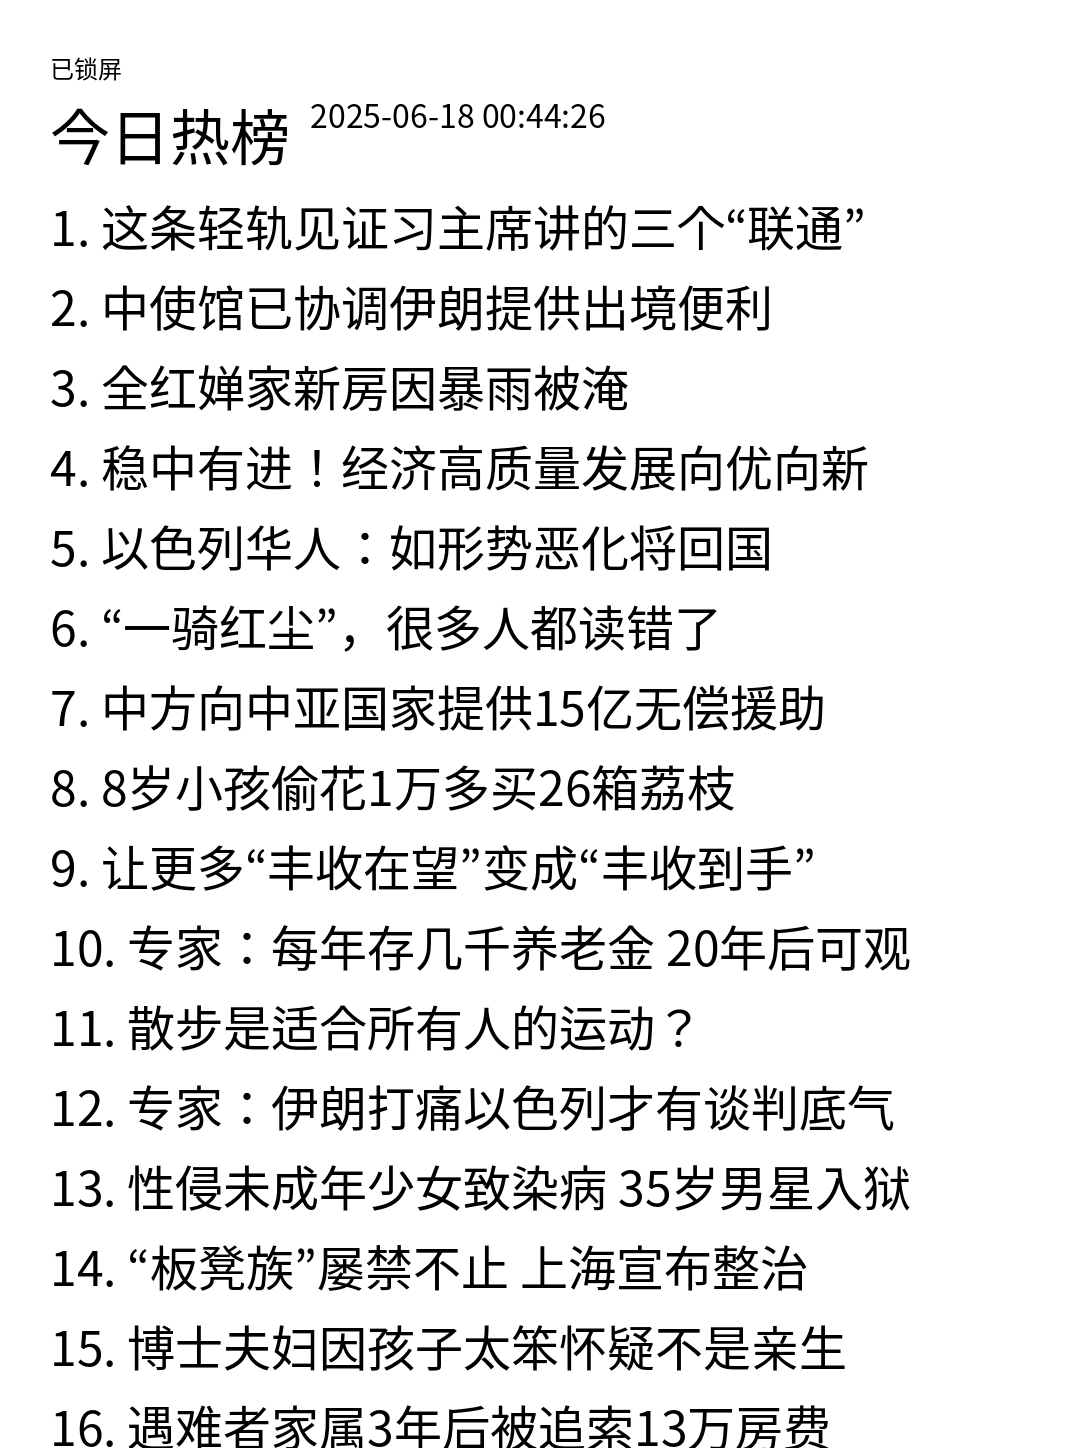 已锁屏
今日热榜 2025-06-18 00:44:26
1. 这条轻轨见证习主席讲的三个“联通”
2. 中使馆已协调伊朗提供出境便利
3. 全红婵家新房因暴雨被淹
4. 稳中有进！经济高质量发展向优向新
5. 以色列华人：如形势恶化将回国
6. “一骑红尘”，很多人都读错了
7. 中方向中亚国家提供15亿无偿援助
8. 8岁小孩偷花1万多买26箱荔枝
9. 让更多“丰收在望”变成“丰收到手”
10. 专家：每年存几千养老金 20年后可观
11. 散步是适合所有人的运动？
12. 专家：伊朗打痛以色列才有谈判底气
13. 性侵未成年少女致染病 35岁男星入狱
14. “板凳族”屡禁不止 上海宣布整治
15. 博士夫妇因孩子太笨怀疑不是亲生
16. 遇难者家属3年后被追索13万房费